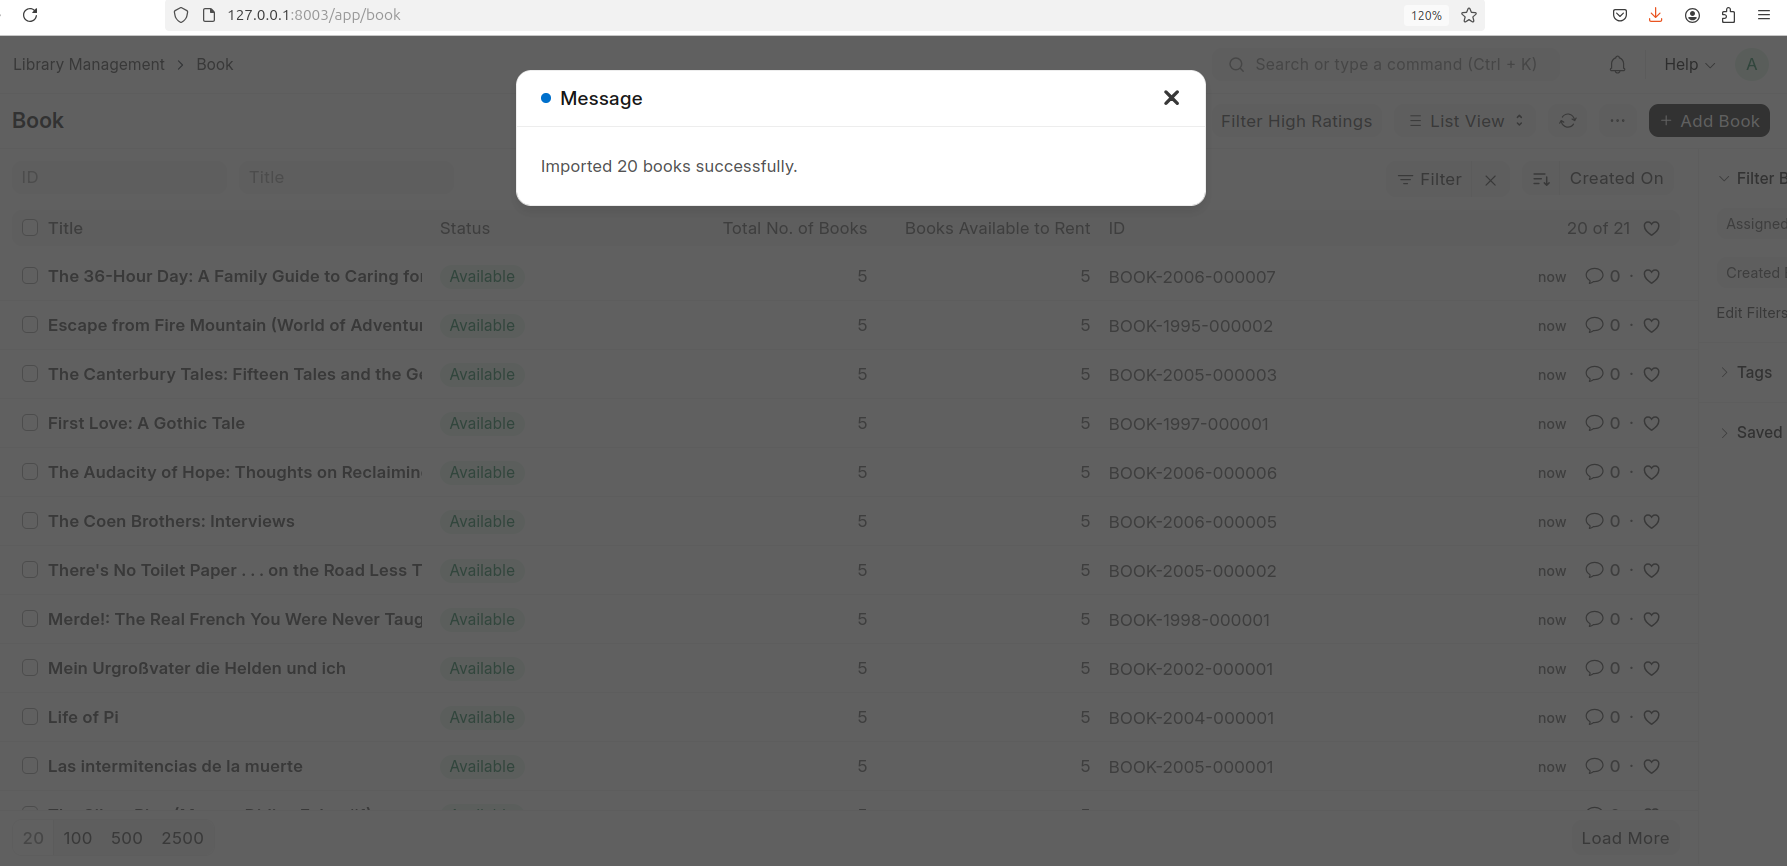 127.0.0.1:8003/app/book
120%
Library Management > Book
Search or type a command (Ctrl + K)
Help
A
Message
Imported 20 books successfully.
Book
Filter High Ratings
List View
+ Add Book
ID
Title
Filter
Created On
Filter B
Title Status Total No. of Books Books Available to Rent ID 20 of 21
Assigned
The 36-Hour Day: A Family Guide to Caring for Available 5 5 BOOK-2006-000007 now 0
Created
Escape from Fire Mountain (World of Adventur Available 5 5 BOOK-1995-000002 now 0
Edit Filters
The Canterbury Tales: Fifteen Tales and the Ge Available 5 5 BOOK-2005-000003 now 0
Tags
First Love: A Gothic Tale Available 5 5 BOOK-1997-000001 now 0
Saved
The Audacity of Hope: Thoughts on Reclaimin Available 5 5 BOOK-2006-000006 now 0
The Coen Brothers: Interviews Available 5 5 BOOK-2006-000005 now 0
There's No Toilet Paper . . . on the Road Less T Available 5 5 BOOK-2005-000002 now 0
Merde!: The Real French You Were Never Taug Available 5 5 BOOK-1998-000001 now 0
Mein Urgroßvater die Helden und ich Available 5 5 BOOK-2002-000001 now 0
Life of Pi Available 5 5 BOOK-2004-000001 now 0
Las intermitencias de la muerte Available 5 5 BOOK-2005-000001 now 0
20 100 500 2500
Load More